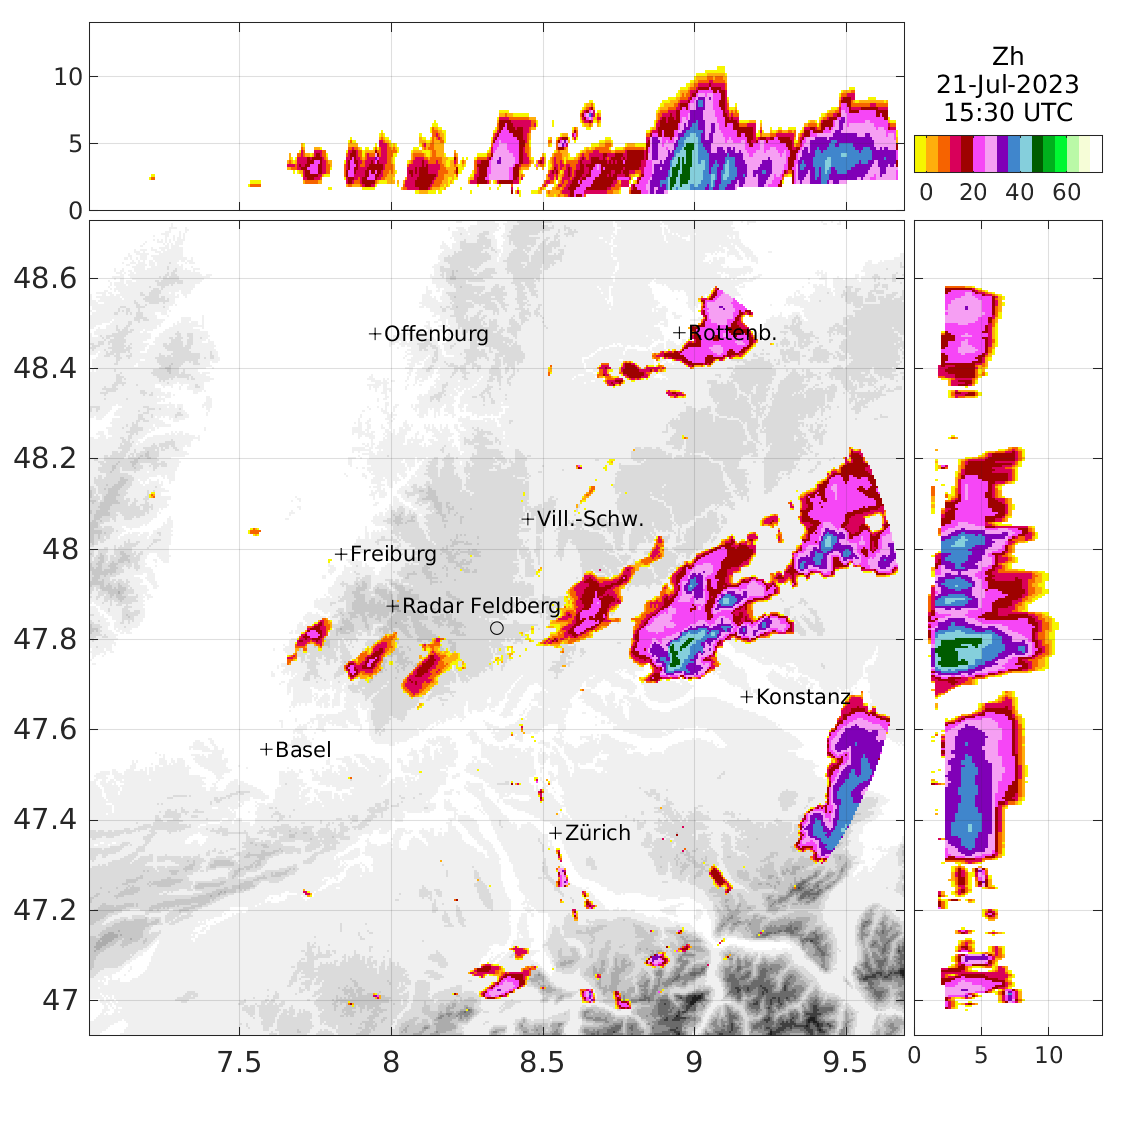 10
5
0
Zh
21-Jul-2023
15:30 UTC
0 20 40 60
48.6
48.4
48.2
48
47.8
47.6
47.4
47.2
47
+Offenburg
+Rottenb.
+Vill.-Schw.
+Freiburg
+Radar Feldberg
+Konstanz
+Basel
+Zürich
7.5 8 8.5 9 9.5
0 5 10